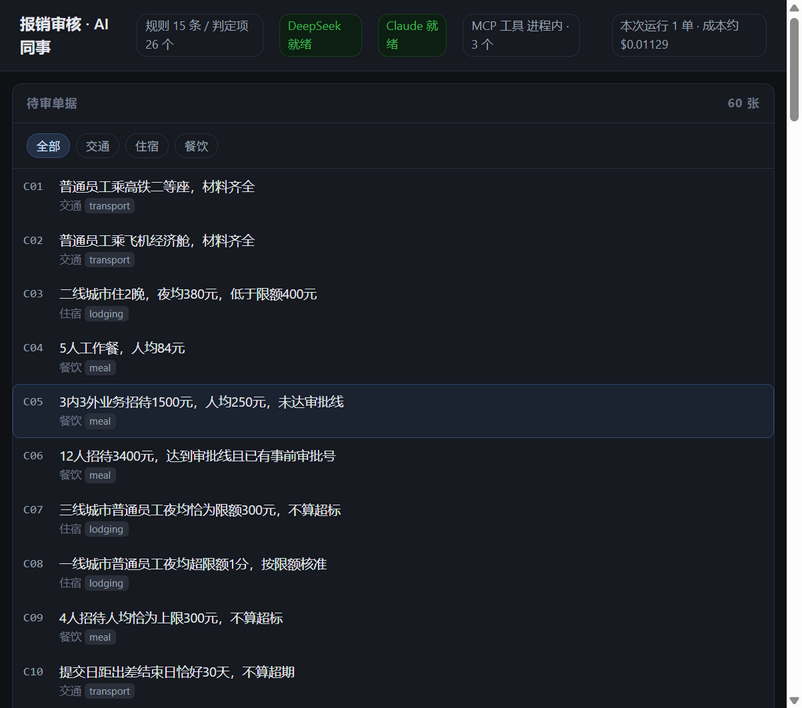 报销审核 · AI
同事
规则 15 条 / 判定项
26 个
DeepSeek
就绪
Claude 就
绪
MCP 工具 进程内 ·
3 个
本次运行 1 单 · 成本约
$0.01129
待审单据
60 张
全部
交通
住宿
餐饮
C01 普通员工乘高铁二等座，材料齐全
交通 transport
C02 普通员工乘飞机经济舱，材料齐全
交通 transport
C03 二线城市住2晚，夜均380元，低于限额400元
住宿 lodging
C04 5人工作餐，人均84元
餐饮 meal
C05 3内3外业务招待1500元，人均250元，未达审批线
餐饮 meal
C06 12人招待3400元，达到审批线且已有事前审批号
餐饮 meal
C07 三线城市普通员工夜均恰为限额300元，不算超标
住宿 lodging
C08 一线城市普通员工夜均超限额1分，按限额核准
住宿 lodging
C09 4人招待人均恰为上限300元，不算超标
餐饮 meal
C10 提交日距出差结束日恰好30天，不算超期
交通 transport